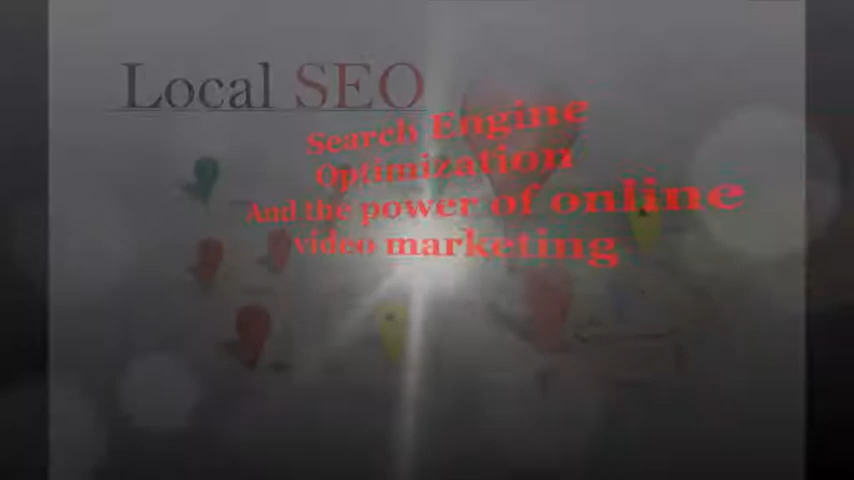 Local SEO
Search Engine
Optimization
And the power of online
video marketing